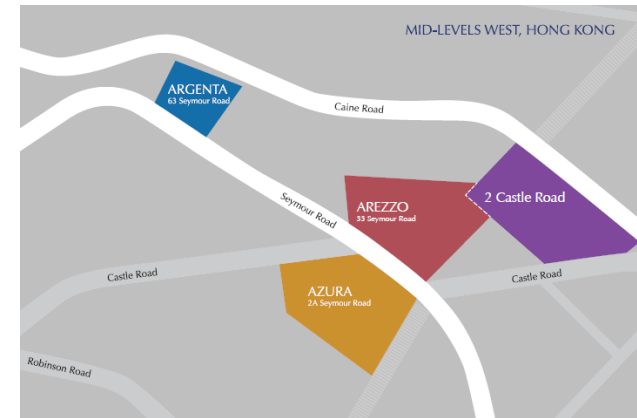 MID-LEVELS WEST, HONG KONG
ARGENTA
63 Seymour Road
Caine Road
Seymour Road
AREZZO
33 Seymour Road
2 Castle Road
Castle Road
Castle Road
AZURA
2A Seymour Road
Robinson Road